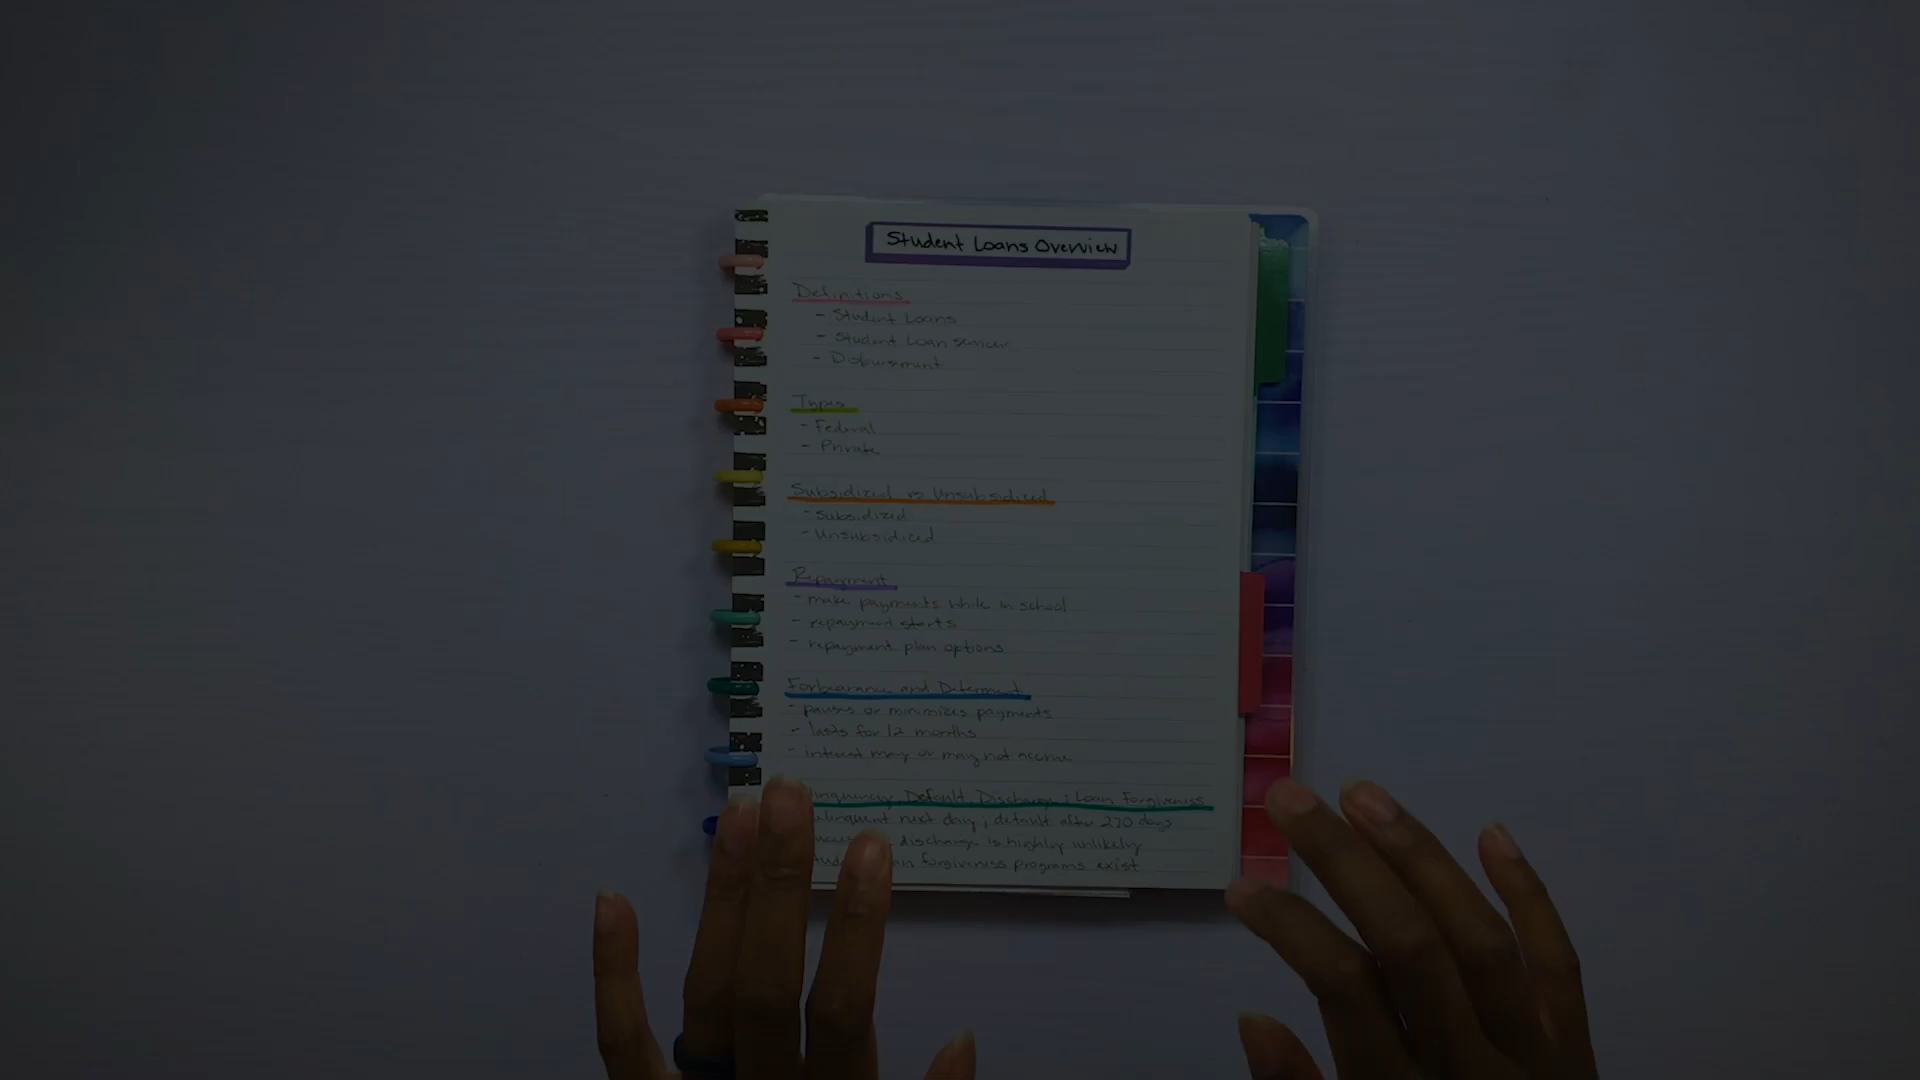 Student Loans Overview
Definitions
- Student Loans
- Student Loan Servicer
- Disbursement
Types
- Federal
- Private
Subsidized vs Unsubsidized
- subsidized
- Unsubsidized
Repayment
- make payments while in school
- repayment starts
- repayment plan options
Forbearance and Deferment
- pauses or minimizes payments
- lasts for 12 months
- interest may or may not accrue
Default, Discharge, Loan Forgiveness
next day; default after 270 days
discharge is highly unlikely
forgiveness programs exist